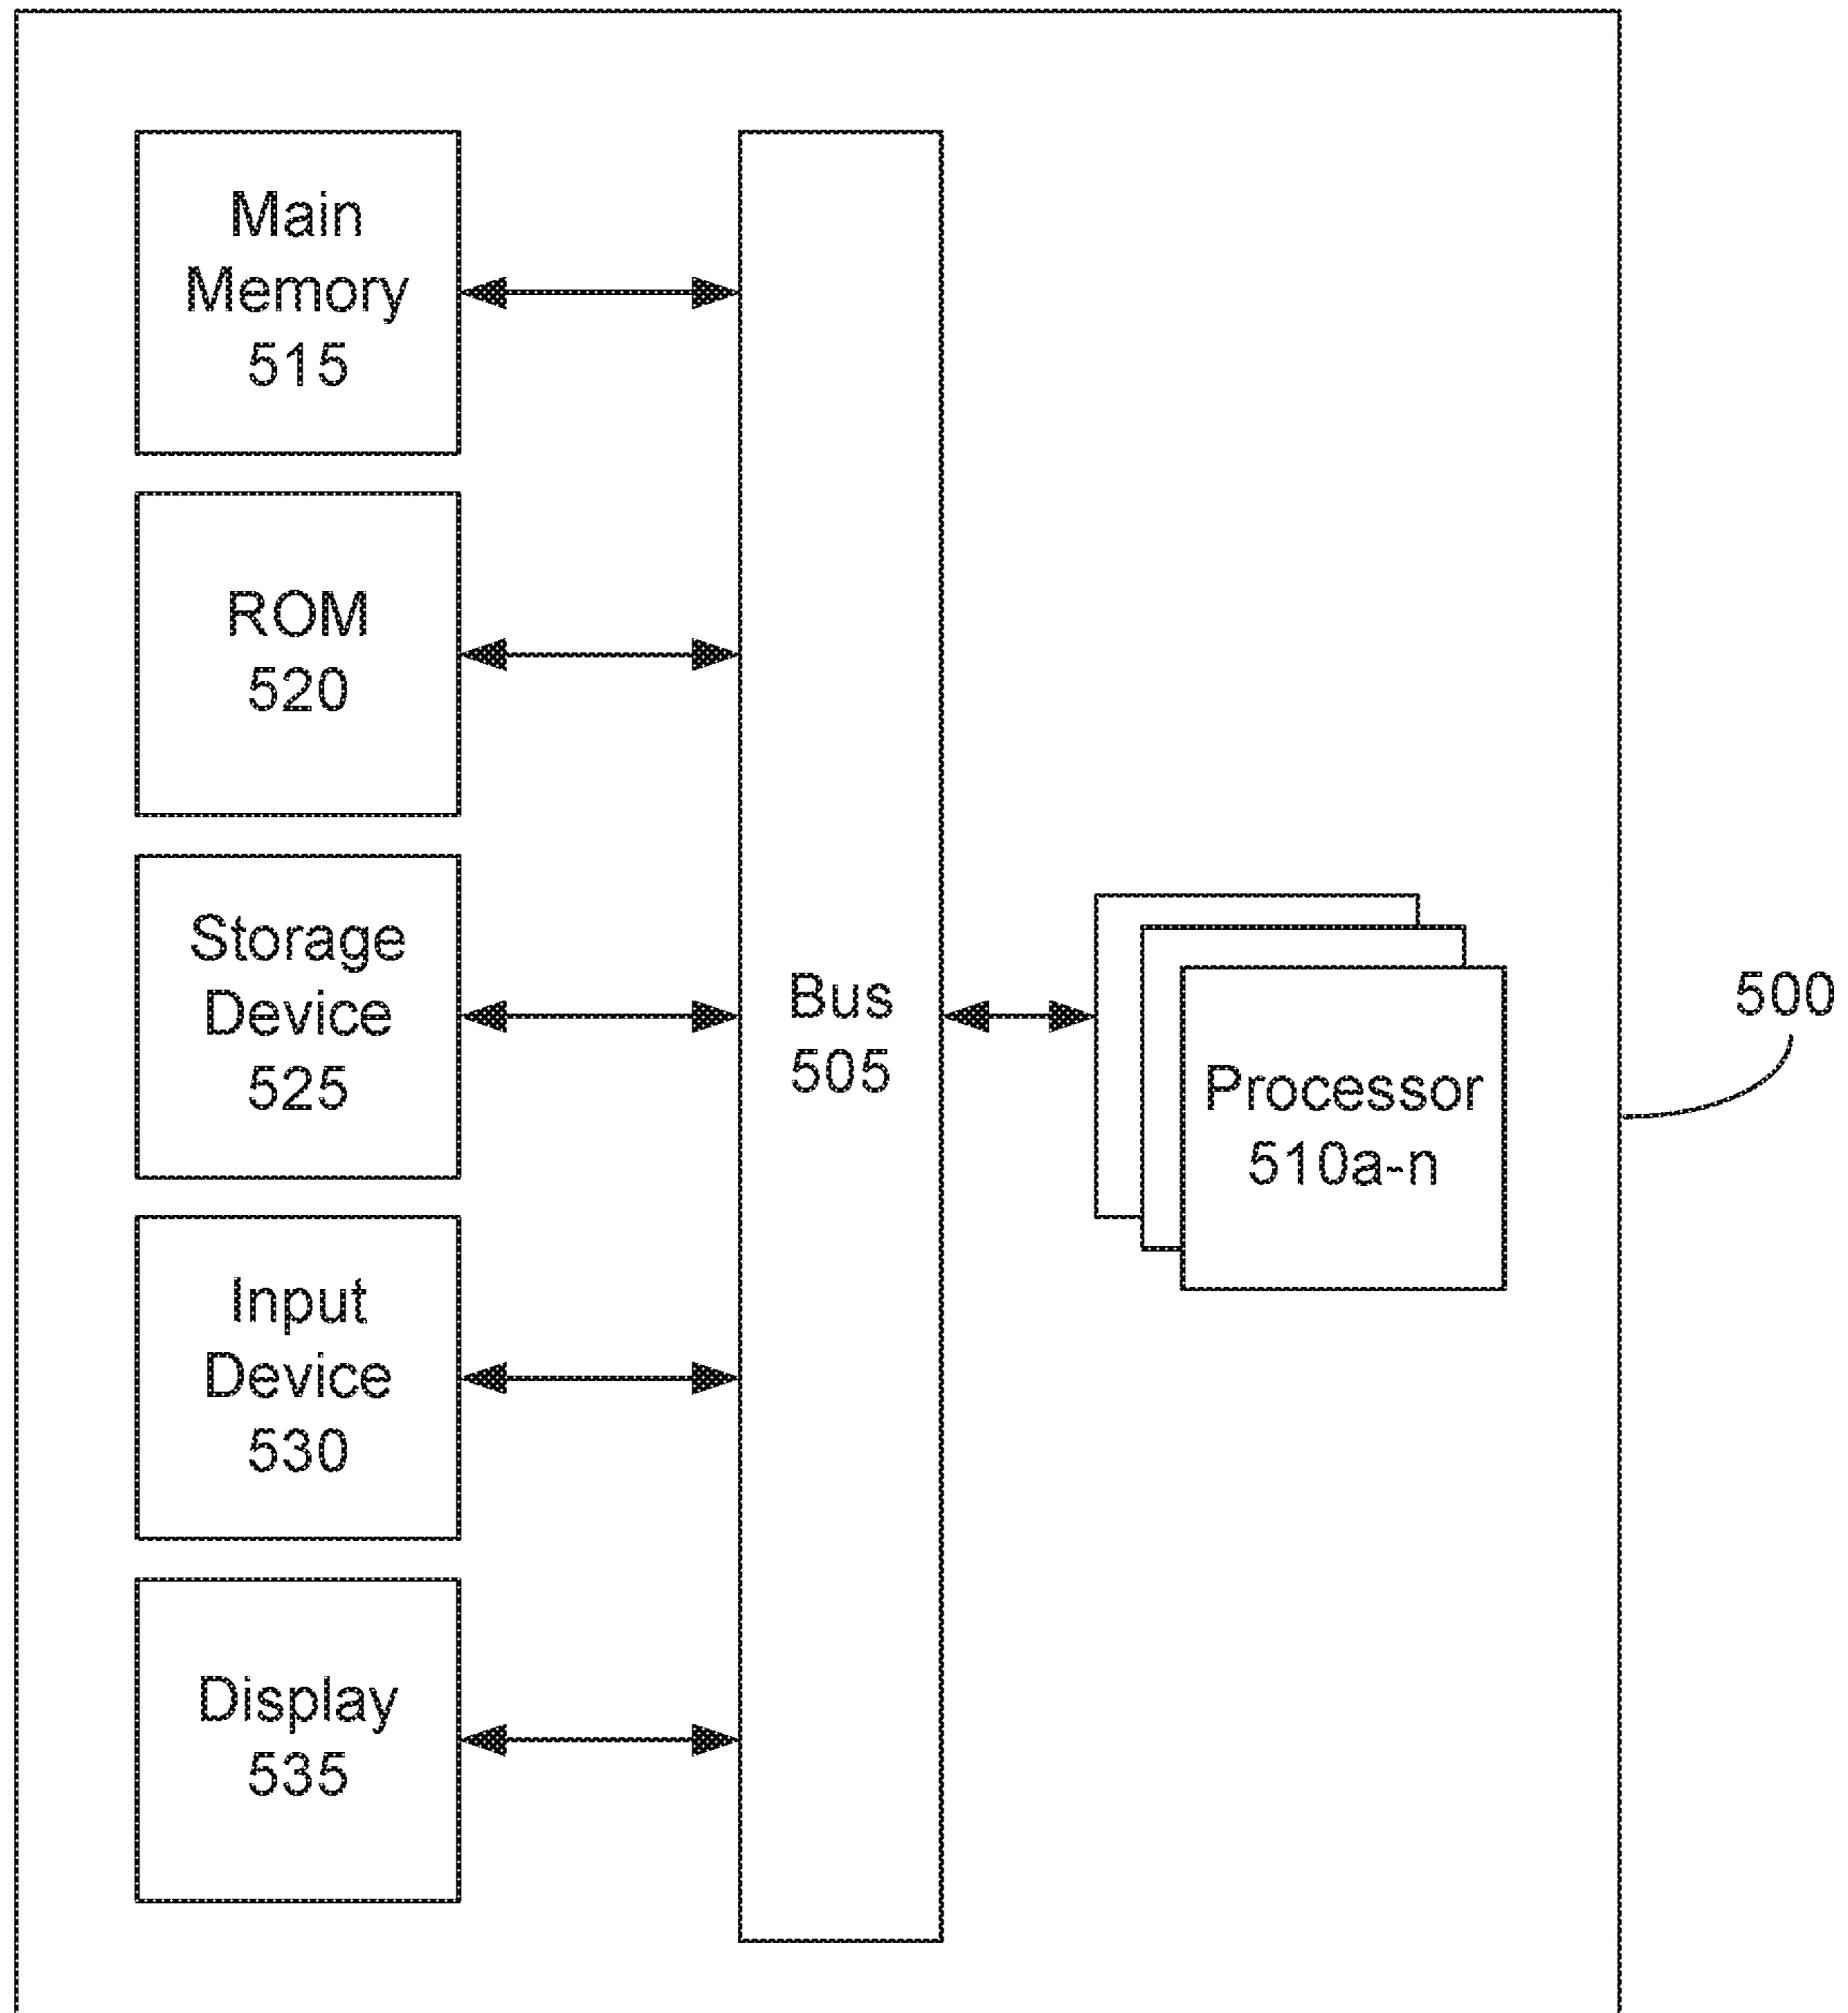 Main
Memory
515
ROM
520
Storage
Device
525
Input
Device
530
Display
535
Bus
505
Processor
510a-n
500